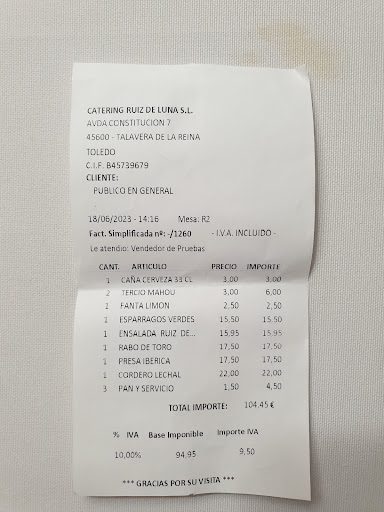 CATERING RUIZ DE LUNA S.L.
AVDA.CONSTITUCION 7
45600 - TALAVERA DE LA REINA
TOLEDO
C.I.F. B45739679
CLIENTE:
PUBLICO EN GENERAL
.
18/06/2023 - 14:16 Mesa: R2
Fact. Simplificada nº: -/1260 - I.V.A. INCLUIDO -
Le atendio: Vendedor de Pruebas
CANT. ARTICULO PRECIO IMPORTE
1 CAÑA CERVEZA 33 CL 3,00 3,00
2 TERCIO MAHOU 3,00 6,00
1 FANTA LIMON 2,50 2,50
1 ESPARRAGOS VERDES 15,50 15,50
1 ENSALADA RUIZ DE... 15,95 15,95
1 RABO DE TORO 17,50 17,50
1 PRESA IBERICA 17,50 17,50
1 CORDERO LECHAL 22,00 22,00
3 PAN Y SERVICIO 1,50 4,50
TOTAL IMPORTE: 104,45 €
% IVA Base Imponible Importe IVA
10,00% 94,95 9,50
*** GRACIAS POR SU VISITA ***